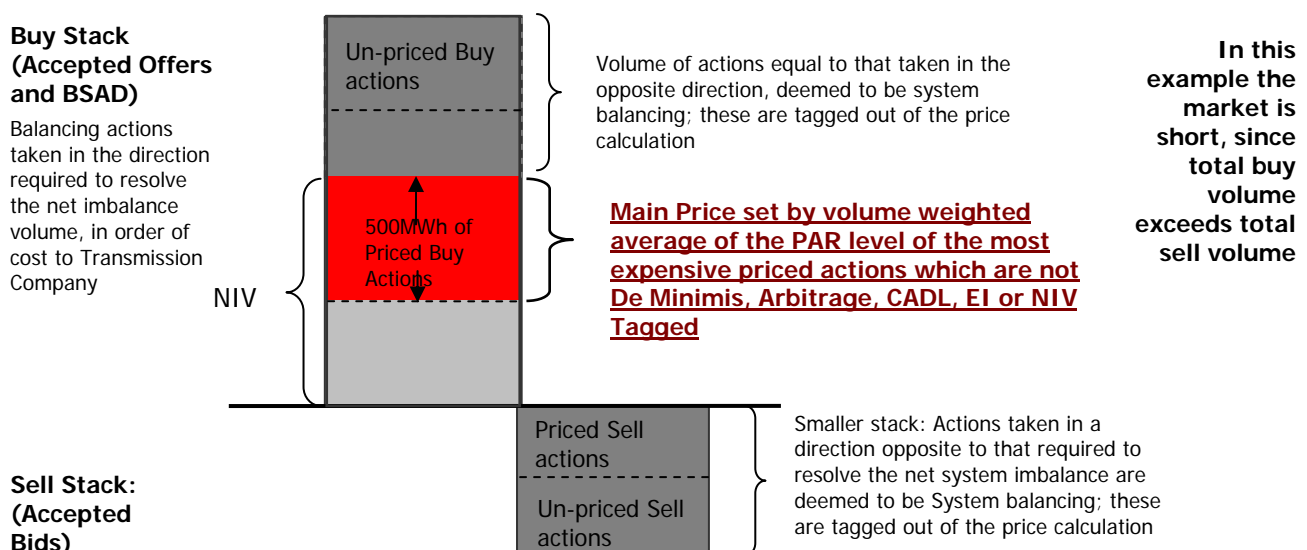 Buy Stack
(Accepted Offers
and BSAD)
Balancing actions
taken in the direction
required to resolve
the net imbalance
volume, in order of
cost to Transmission
Company
NIV
Un-priced Buy
actions
500MWh of
Priced Buy
Actions
Volume of actions equal to that taken in the
opposite direction, deemed to be system
balancing; these are tagged out of the price
calculation
Main Price set by volume weighted
average of the PAR level of the most
expensive priced actions which are not
De Minimis, Arbitrage, CADL, EI or NIV
Tagged
In this
example the
market is
short, since
total buy
volume
exceeds total
sell volume
Sell Stack:
(Accepted
Bids)
Priced Sell
actions
Un-priced Sell
actions
Smaller stack: Actions taken in a
direction opposite to that required to
resolve the net system imbalance are
deemed to be System balancing; these
are tagged out of the price calculation